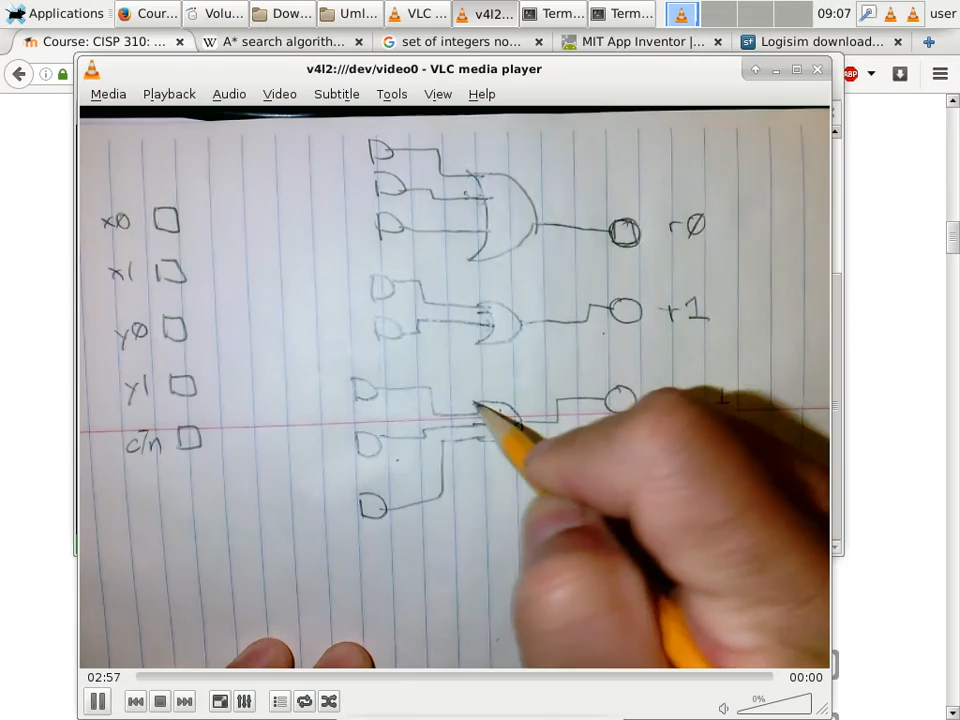 Applications
Cour...
Volu...
Dow...
Uml...
VLC ...
v4l2...
Term...
Term...
09:07
user
Course: CISP 310: ...
A* search algorith...
set of integers no...
MIT App Inventor |...
Logisim download...
v4l2:///dev/video0 - VLC media player
Media Playback Audio Video Subtitle Tools View Help
x0
x1
y0
y1
cin
r0
r1
02:57
00:00
0%